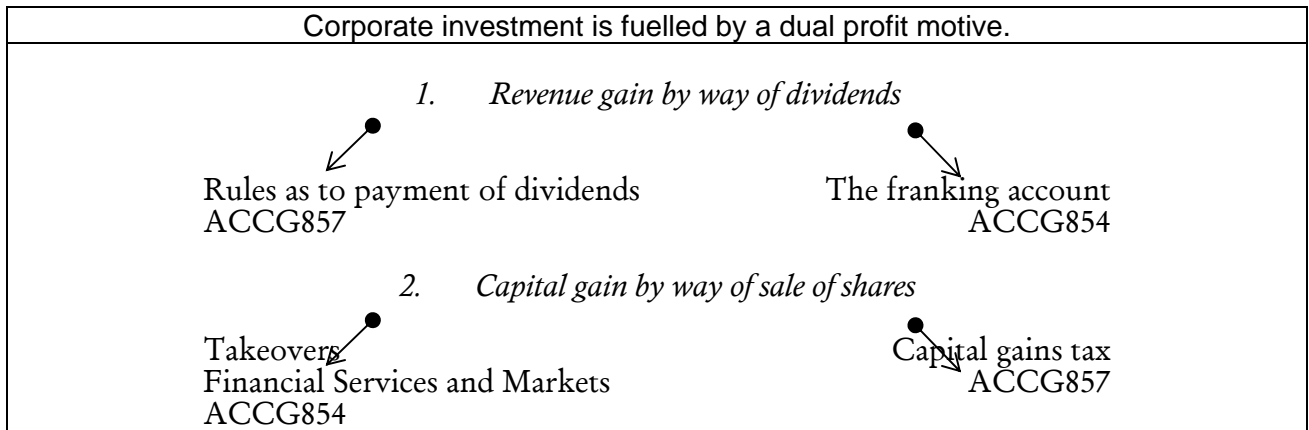 Corporate investment is fuelled by a dual profit motive.
1. Revenue gain by way of dividends
Rules as to payment of dividends
ACCG857
The franking account
ACCG854
2. Capital gain by way of sale of shares
Takeovers
Financial Services and Markets
ACCG854
Capital gains tax
ACCG857